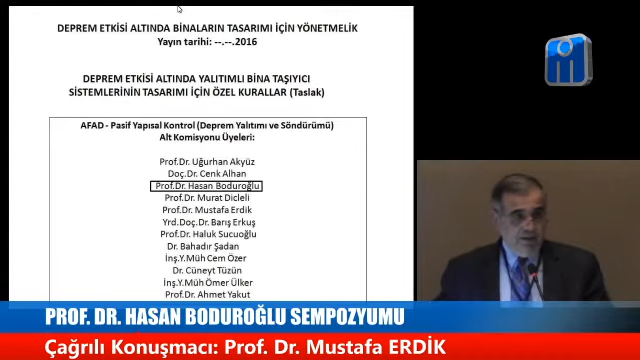 DEPREM ETKİSİ ALTINDA BİNALARIN TASARIMI İÇİN YÖNETMELİK
Yayın tarihi: --.--.2016
DEPREM ETKİSİ ALTINDA YALITIMLI BİNA TAŞIYICI
SİSTEMLERİNİN TASARIMI İÇİN ÖZEL KURALLAR (Taslak)
AFAD - Pasif Yapısal Kontrol (Deprem Yalıtımı ve Söndürümü)
Alt Komisyonu Üyeleri:
Prof.Dr. Uğurhan Akyüz
Doç.Dr. Cenk Alhan
Prof.Dr. Hasan Boduroğlu
Prof.Dr. Murat Dicleli
Prof.Dr. Mustafa Erdik
Yrd.Doç.Dr. Barış Erkuş
Prof.Dr. Haluk Sucuoğlu
Dr. Bahadır Şadan
İnş.Y.Müh Cem Özer
Dr. Cüneyt Tüzün
İnş.Y.Müh Ömer Ülker
Prof.Dr. Ahmet Yakut
PROF. DR. HASAN BODUROĞLU SEMPOZYUMU
Çağrılı Konuşmacı: Prof. Dr. Mustafa ERDİK